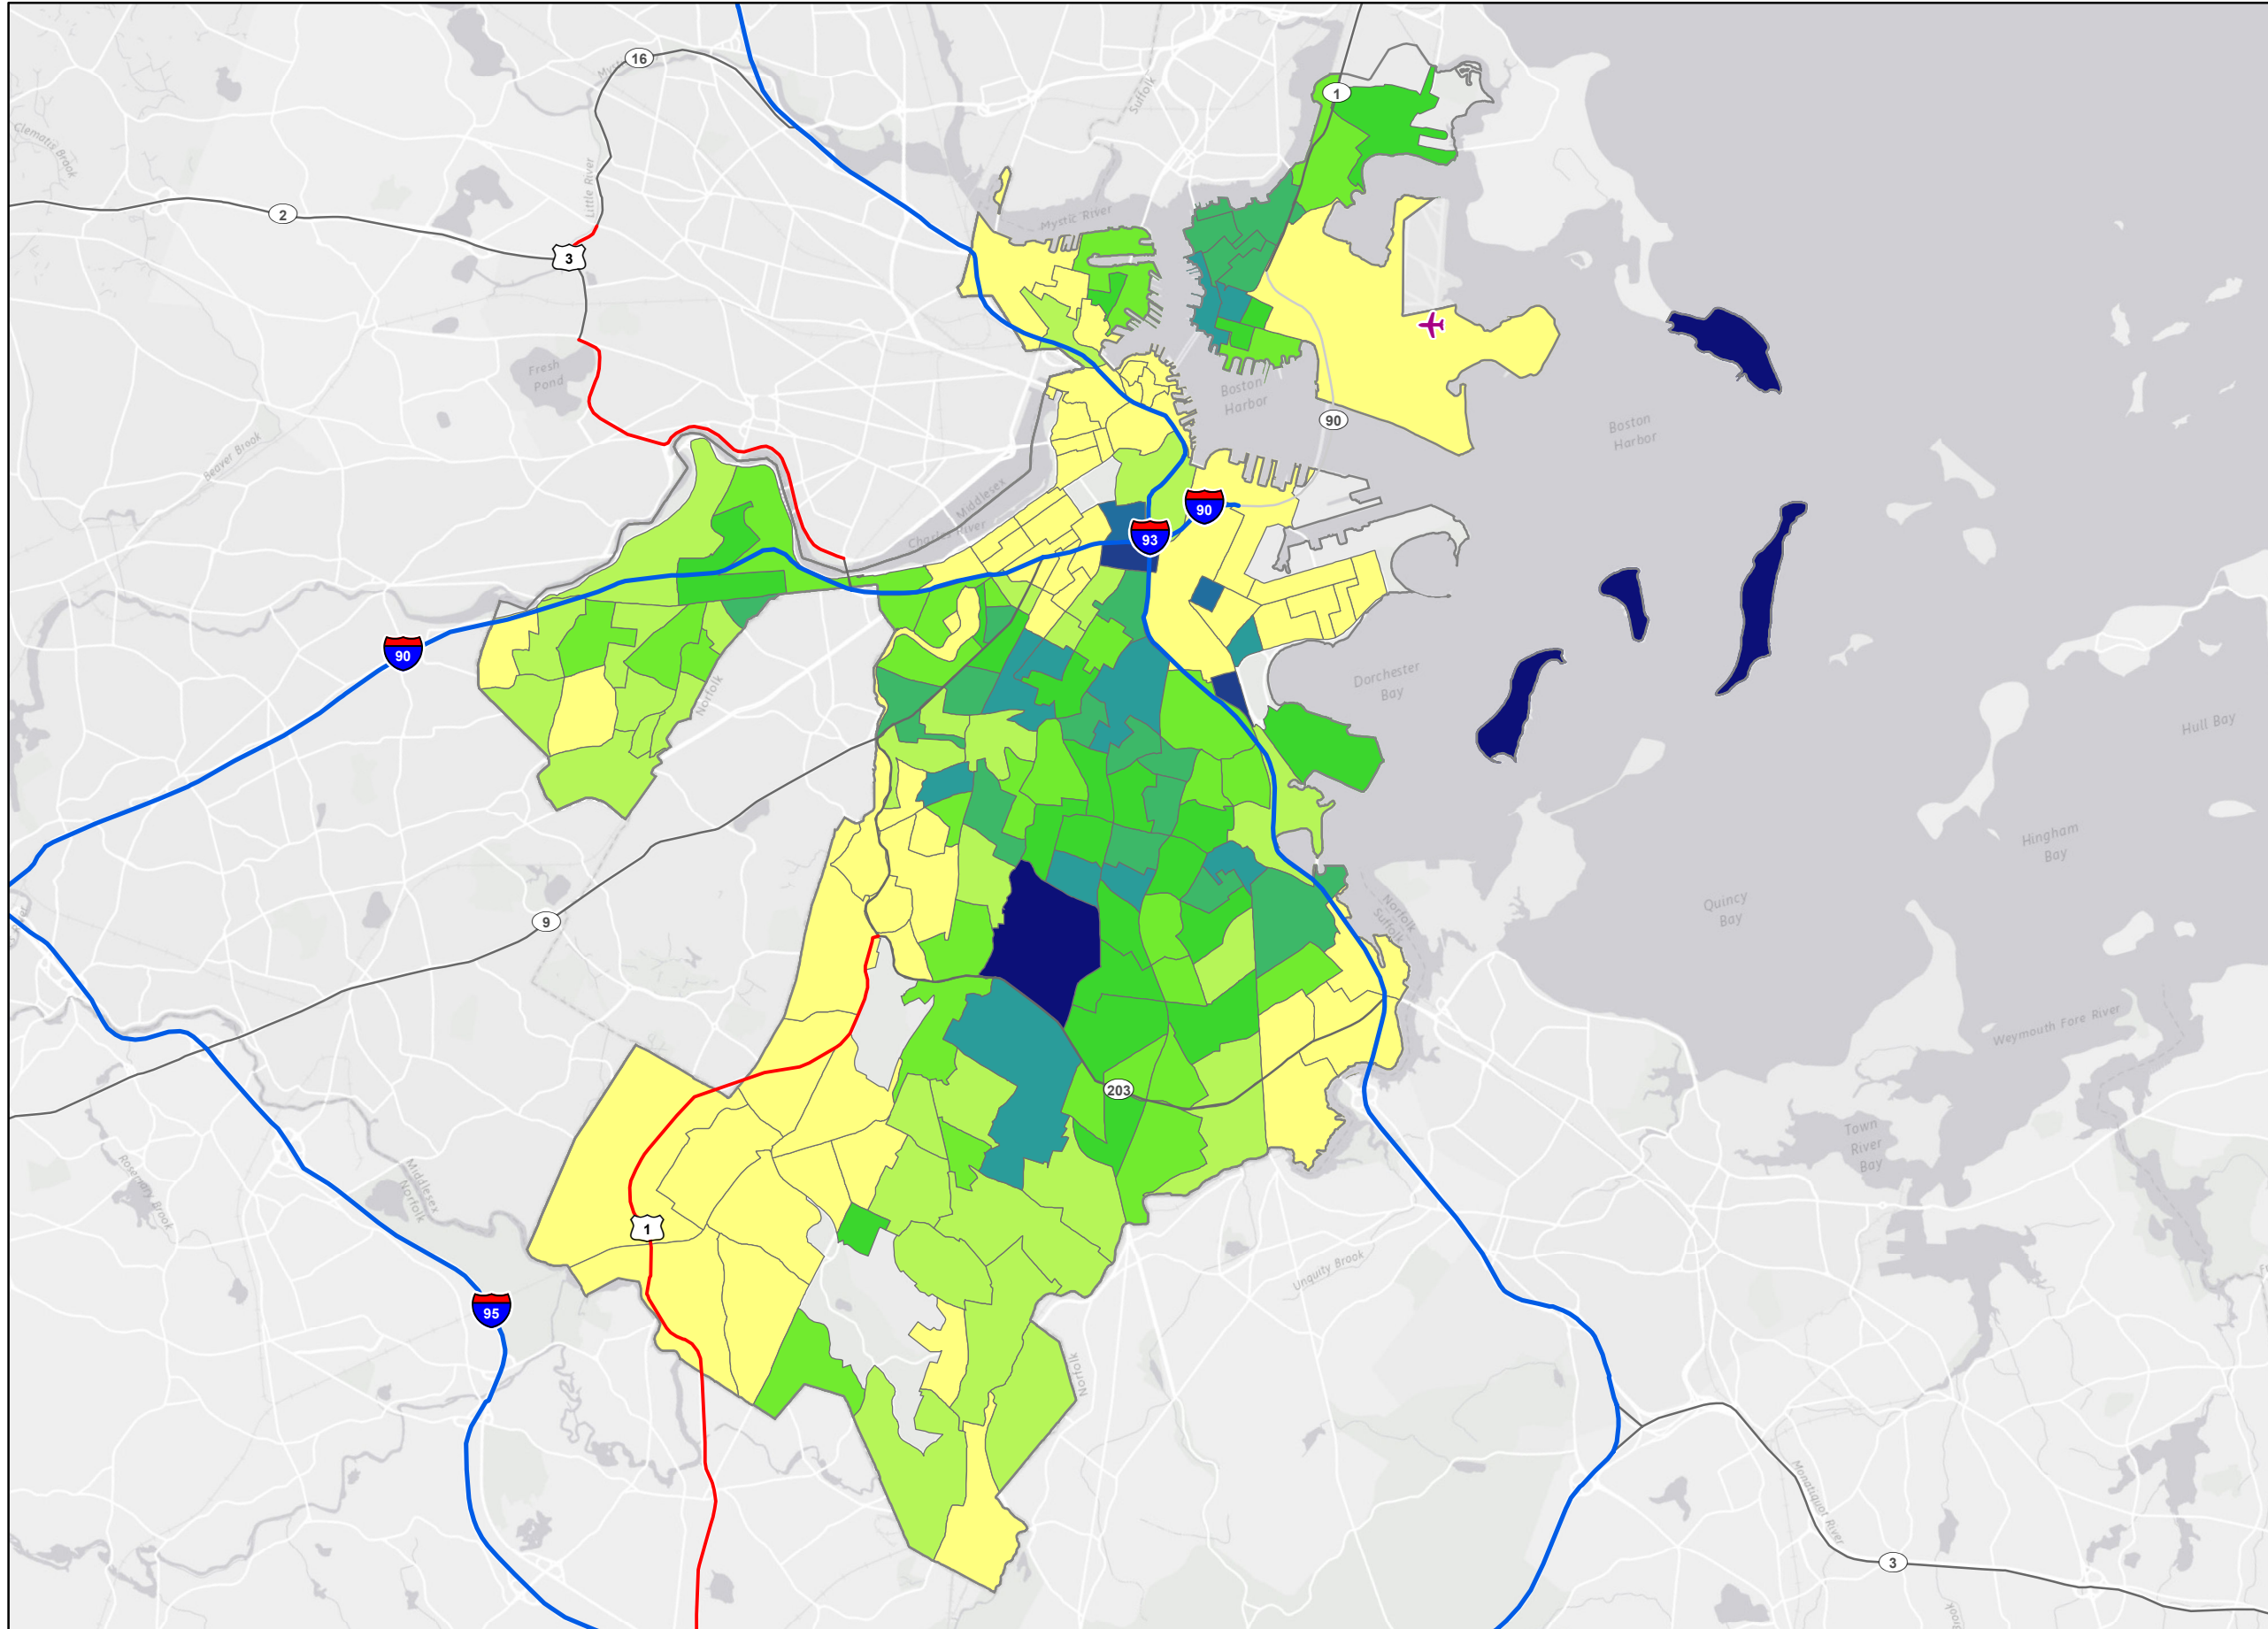 16
Mystic
Suffolk
1
Clematis Brook
Little River
2
3
Mystic River
Fresh
Pond
Boston
Harbor
90
Boston
Harbor
Beaver Brook
Middlesex
Charles River
90
93
90
Norfolk
Dorchester
Bay
Hull Bay
Hingham
Bay
Quincy
Bay
Norfolk
Suffolk
9
Weymouth Fore River
203
Town
River
Bay
Rosemary Brook
Middlesex
Norfolk
1
Unquity Brook
95
Norfolk
Monatiquot River
3
Brook